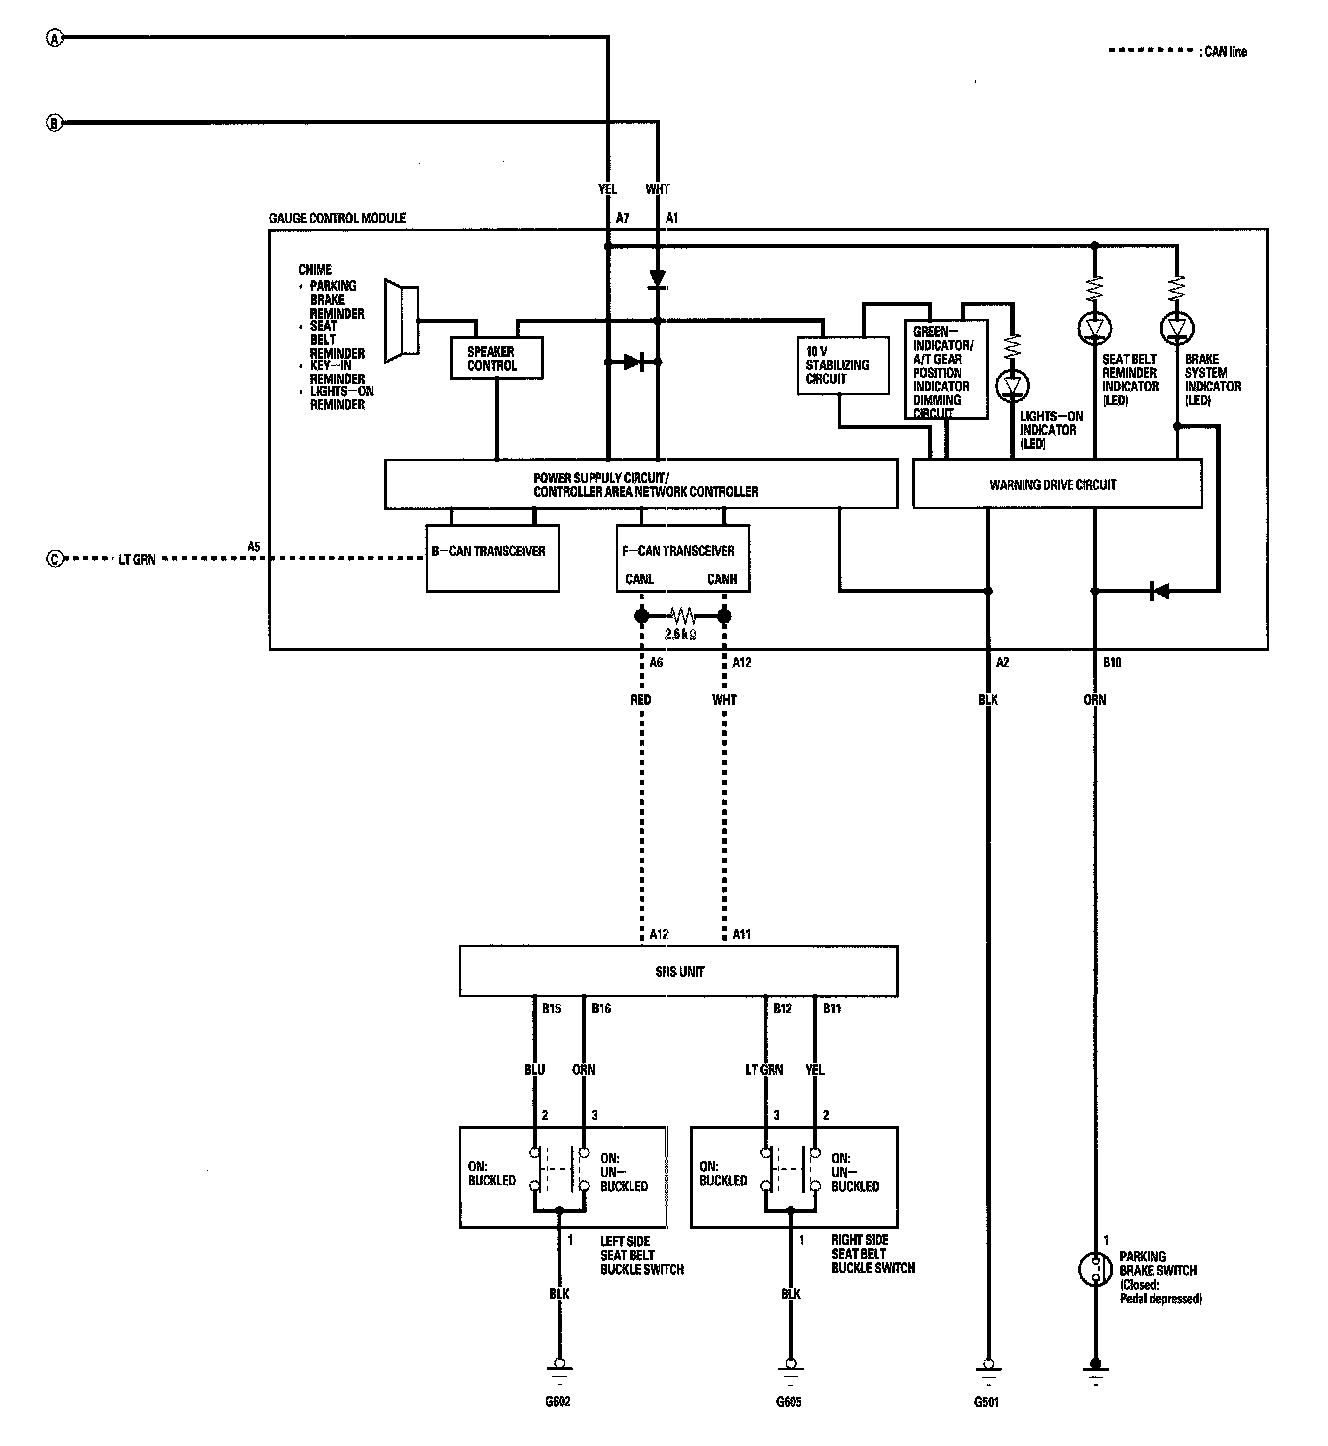 A
: CAN line
B
YEL WHT
GAUGE CONTROL MODULE
A7 A1
CHIME
· PARKING
BRAKE
REMINDER
· SEAT
BELT
REMINDER
· KEY-IN
REMINDER
· LIGHTS-ON
REMINDER
SPEAKER
CONTROL
10 V
STABILIZING
CIRCUIT
GREEN-
INDICATOR/
A/T GEAR
POSITION
INDICATOR
DIMMING
CIRCUIT
LIGHTS-ON
INDICATOR
(LED)
SEAT BELT
REMINDER
INDICATOR
(LED)
BRAKE
SYSTEM
INDICATOR
(LED)
POWER SUPPULY CIRCUIT/
CONTROLLER AREA NETWORK CONTROLLER
WARNING DRIVE CIRCUIT
C
LT GRN
A5
B-CAN TRANSCEIVER
F-CAN TRANSCEIVER
CANL CANH
2.6 kΩ
A6 A12 A2 B10
RED WHT BLK ORN
A12 A11
SRS UNIT
B15 B16 B12 B11
BLU ORN LT GRN YEL
2 3 3 2
ON:
BUCKLED
ON:
UN-
BUCKLED
ON:
BUCKLED
ON:
UN-
BUCKLED
1
LEFT SIDE
SEAT BELT
BUCKLE SWITCH
1
RIGHT SIDE
SEAT BELT
BUCKLE SWITCH
1
PARKING
BRAKE SWITCH
(Closed:
Pedal depressed)
BLK BLK
G602 G605 G501